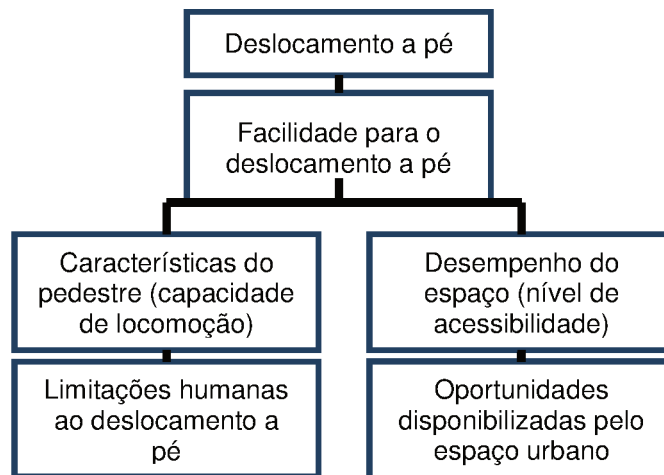 Deslocamento a pé
Facilidade para o
deslocamento a pé
Características do
pedestre (capacidade
de locomoção)
Desempenho do
espaço (nível de
acessibilidade)
Limitações humanas
ao deslocamento a
pé
Oportunidades
disponibilizadas pelo
espaço urbano